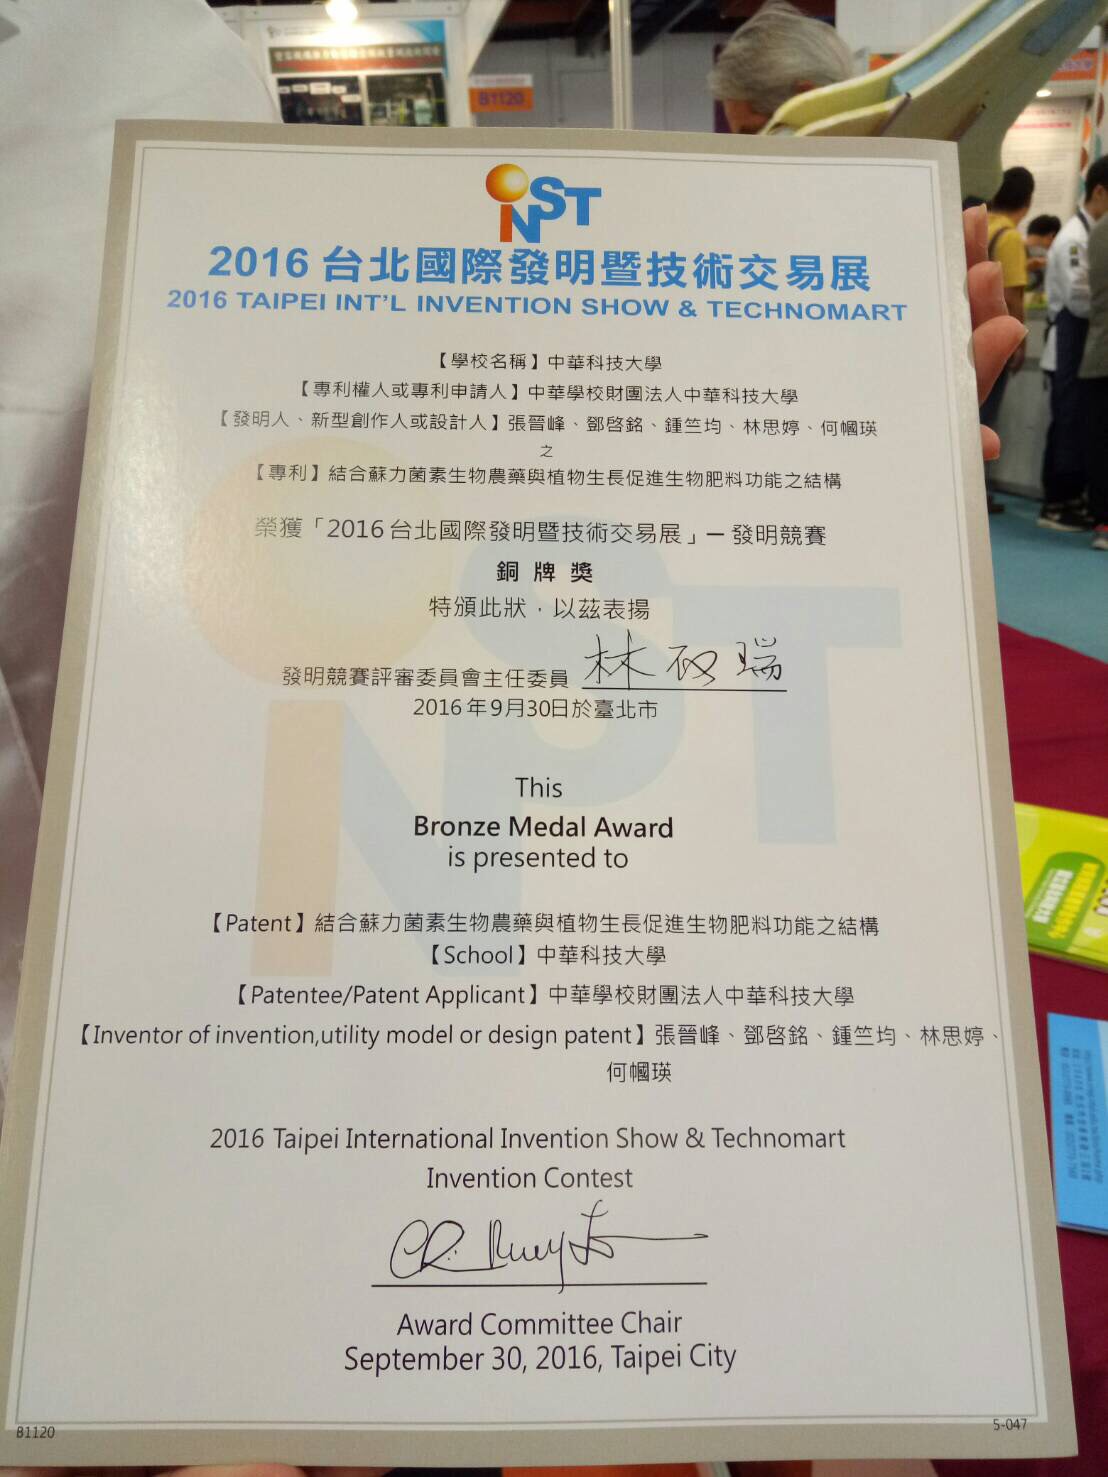 B1120
iNST
2016 台北國際發明暨技術交易展
2016 TAIPEI INT'L INVENTION SHOW & TECHNOMART
【學校名稱】中華科技大學
【專利權人或專利申請人】中華學校財團法人中華科技大學
【發明人、新型創作人或設計人】張晉峰、鄧啓銘、鍾竺均、林思婷、何幗瑛
之
【專利】結合蘇力菌素生物農藥與植物生長促進生物肥料功能之結構
榮獲「2016 台北國際發明暨技術交易展」— 發明競賽
銅 牌 獎
特頒此狀，以茲表揚
發明競賽評審委員會主任委員
2016 年 9 月 30 日於臺北市
This
Bronze Medal Award
is presented to
【Patent】結合蘇力菌素生物農藥與植物生長促進生物肥料功能之結構
【School】中華科技大學
【Patentee/Patent Applicant】中華學校財團法人中華科技大學
【Inventor of invention,utility model or design patent】張晉峰、鄧啓銘、鍾竺均、林思婷、
何幗瑛
2016 Taipei International Invention Show & Technomart
Invention Contest
Award Committee Chair
September 30, 2016, Taipei City
B1120
5-047